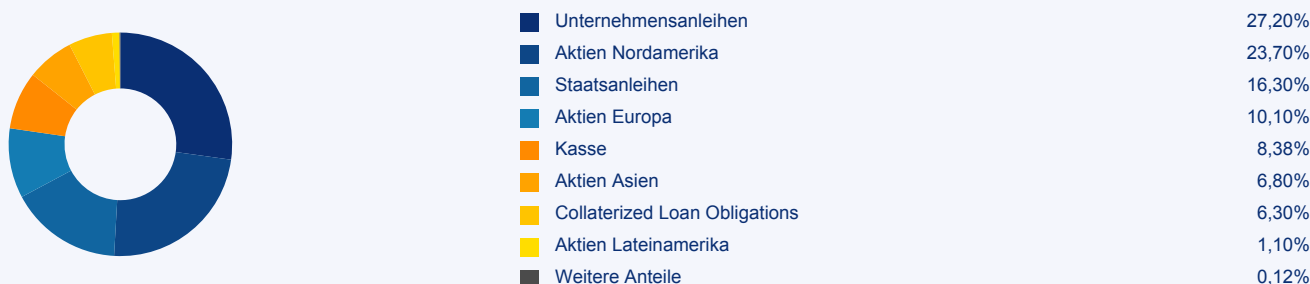 Unternehmensanleihen 27,20%
Aktien Nordamerika 23,70%
Staatsanleihen 16,30%
Aktien Europa 10,10%
Kasse 8,38%
Aktien Asien 6,80%
Collaterized Loan Obligations 6,30%
Aktien Lateinamerika 1,10%
Weitere Anteile 0,12%